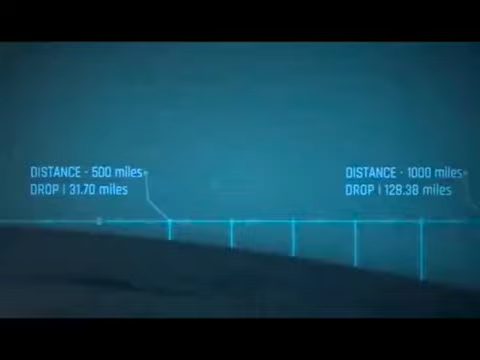 DISTANCE - 500 miles
DROP | 31.70 miles
DISTANCE - 1000 miles
DROP | 128.38 miles